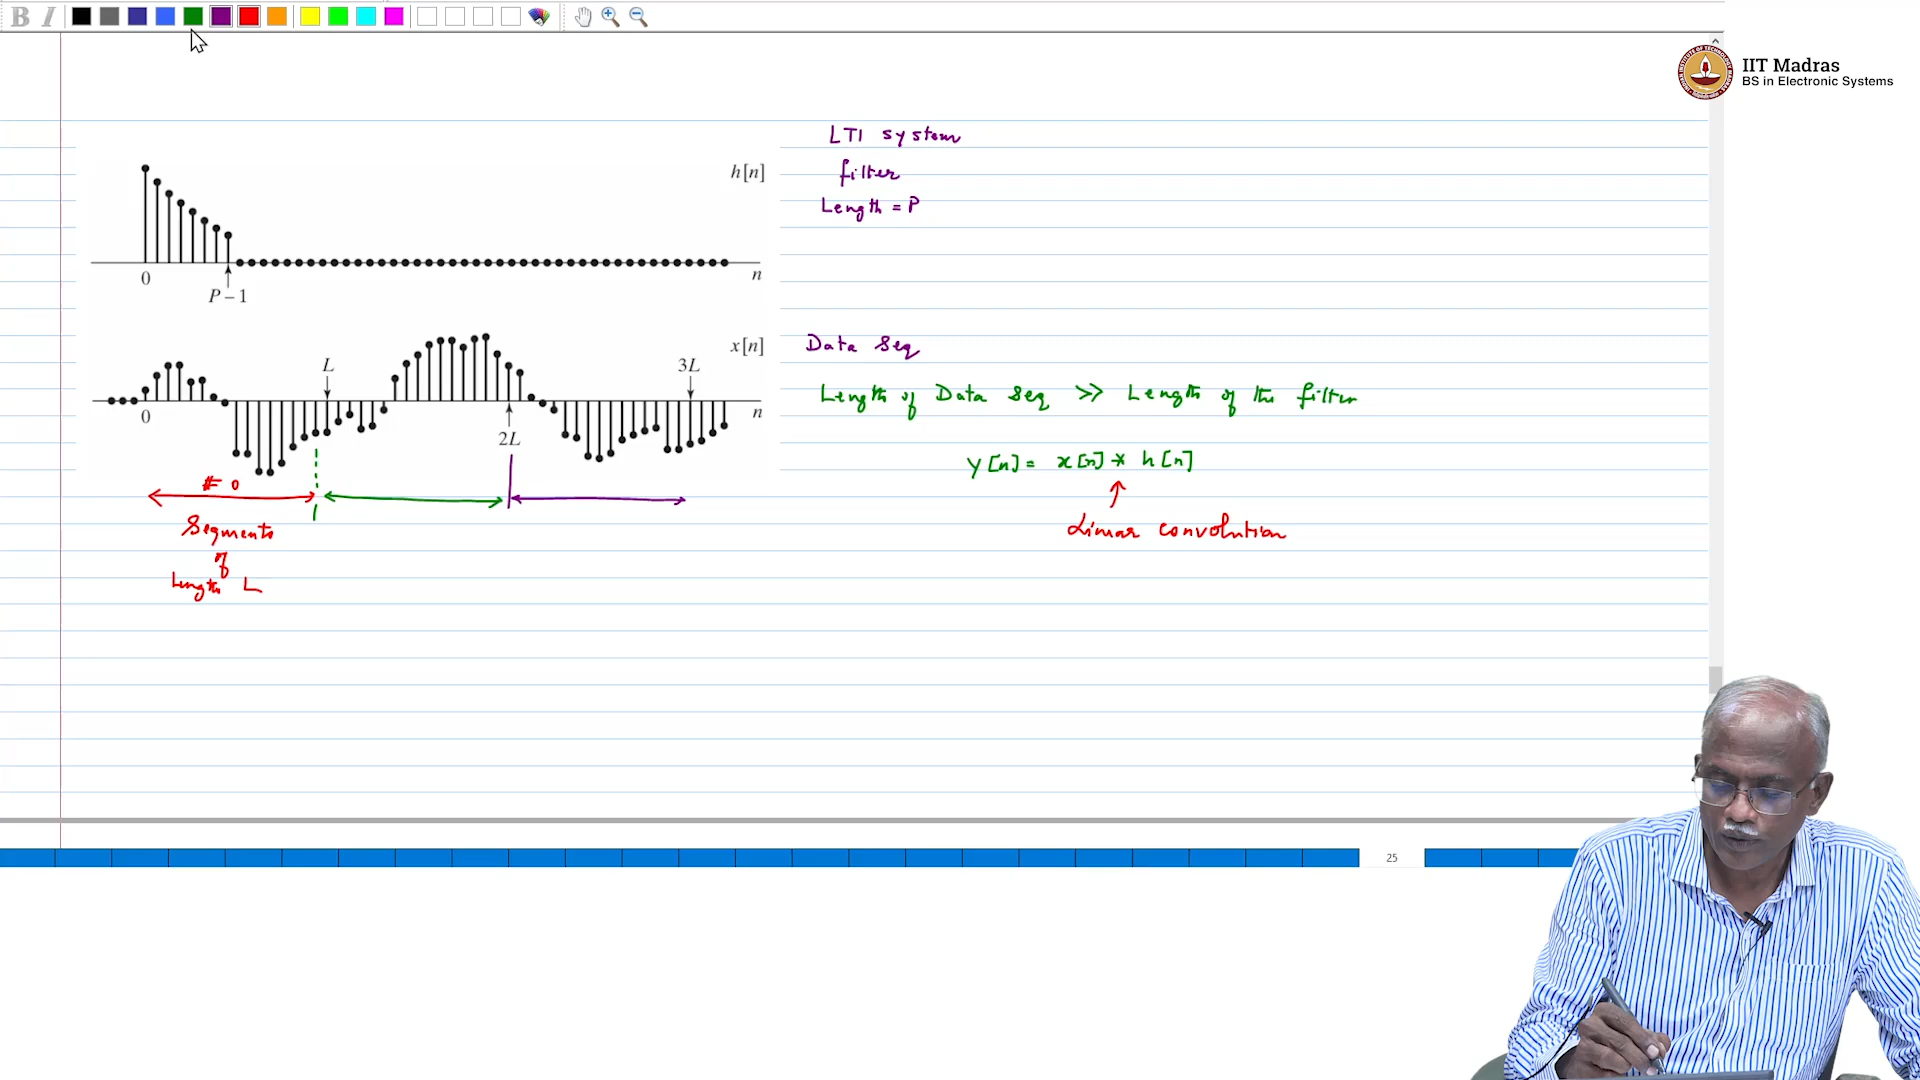 B I
IIT Madras
BS in Electronic Systems
LTI system
h[n]
filter
Length = P
0
n
P – 1
x[n]
Data Seq
L
3L
Length of Data Seq >> Length of the filter
0
n
2L
y[n] = x[n] * h[n]
# 0
Linear convolution
Segments
of
Length L
25